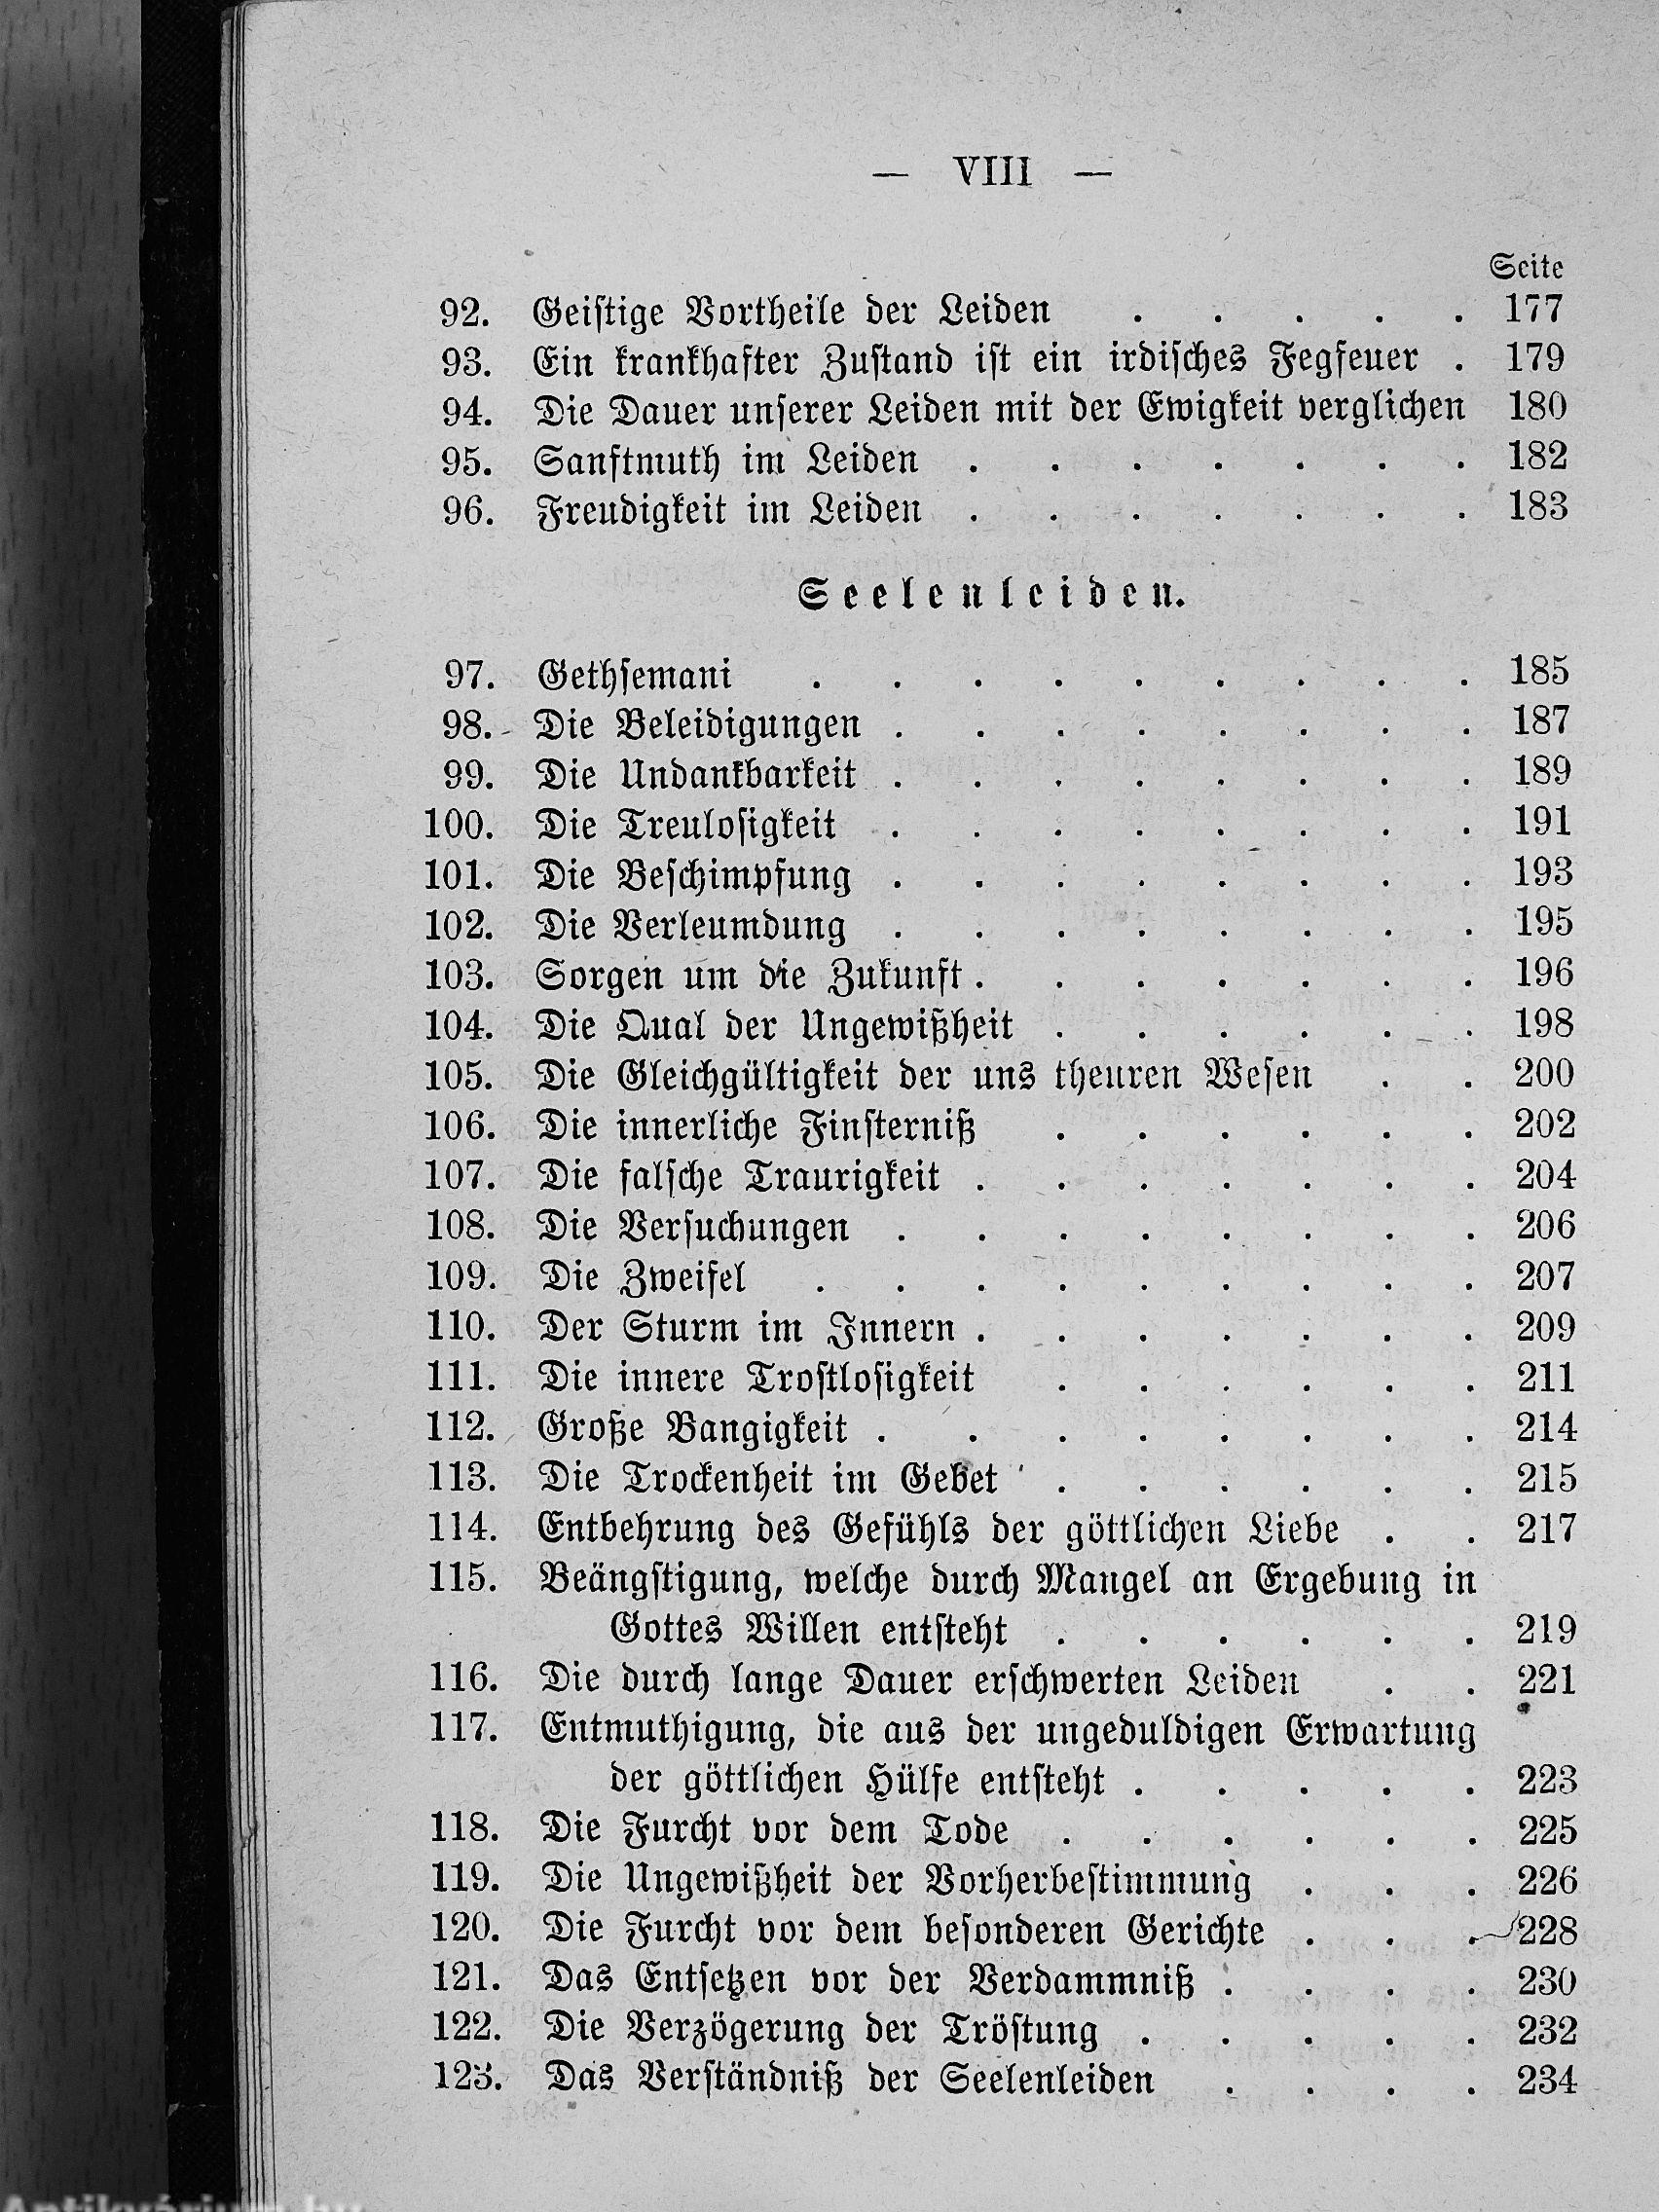 — VIII —
Seite
92. Geiſtige Vortheile der Leiden . . . . . 177
93. Ein krankhafter Zuſtand iſt ein irdiſches Fegfeuer . 179
94. Die Dauer unſerer Leiden mit der Ewigkeit verglichen 180
95. Sanftmuth im Leiden . . . . . . . 182
96. Freudigkeit im Leiden . . . . . . . 183
Seelenleiden.
97. Gethſemani . . . . . . . . . 185
98. Die Beleidigungen . . . . . . . . 187
99. Die Undankbarkeit . . . . . . . . 189
100. Die Treuloſigkeit . . . . . . . . 191
101. Die Beſchimpfung . . . . . . . . 193
102. Die Verleumdung . . . . . . . . 195
103. Sorgen um die Zukunft . . . . . . . 196
104. Die Qual der Ungewißheit . . . . . . 198
105. Die Gleichgültigkeit der uns theuren Weſen . . 200
106. Die innerliche Finſterniß . . . . . . 202
107. Die falſche Traurigkeit . . . . . . . 204
108. Die Verſuchungen . . . . . . . . 206
109. Die Zweifel . . . . . . . . . 207
110. Der Sturm im Innern . . . . . . . 209
111. Die innere Troſtloſigkeit . . . . . . 211
112. Große Bangigkeit . . . . . . . . 214
113. Die Trockenheit im Gebet . . . . . . 215
114. Entbehrung des Gefühls der göttlichen Liebe . . 217
115. Beängſtigung, welche durch Mangel an Ergebung in
Gottes Willen entſteht . . . . . . 219
116. Die durch lange Dauer erſchwerten Leiden . . 221
117. Entmuthigung, die aus der ungeduldigen Erwartung
der göttlichen Hülfe entſteht . . . . . 223
118. Die Furcht vor dem Tode . . . . . . 225
119. Die Ungewißheit der Vorherbeſtimmung . . . 226
120. Die Furcht vor dem beſonderen Gerichte . . . 228
121. Das Entſetzen vor der Verdammniß . . . . 230
122. Die Verzögerung der Tröſtung . . . . . 232
123. Das Verſtändniß der Seelenleiden . . . . 234
Antikvárium.hu